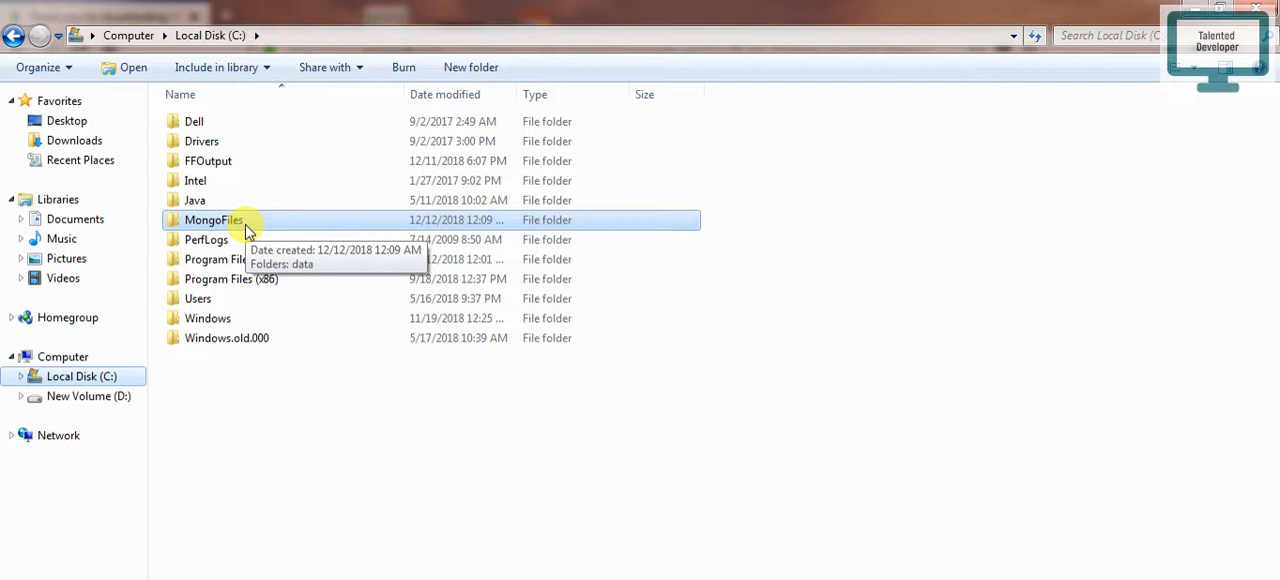 Computer
Local Disk (C:)
Search Local Disk (C
Talented
Developer
Organize
Open
Include in library
Share with
Burn
New folder
Name
Date modified
Type
Size
Favorites
Desktop
Downloads
Recent Places
Libraries
Documents
Music
Pictures
Videos
Homegroup
Computer
Local Disk (C:)
New Volume (D:)
Network
Dell 9/2/2017 2:49 AM File folder
Drivers 9/2/2017 3:00 PM File folder
FFOutput 12/11/2018 6:07 PM File folder
Intel 1/27/2017 9:02 PM File folder
Java 5/11/2018 10:02 AM File folder
MongoFiles 12/12/2018 12:09 ... File folder
PerfLogs 7/14/2009 8:50 AM File folder
Date created: 12/12/2018 12:09 AM
Folders: data
Program File 12/2018 12:01 ... File folder
Program Files (x86) 9/18/2018 12:37 PM File folder
Users 5/16/2018 9:37 PM File folder
Windows 11/19/2018 12:25 ... File folder
Windows.old.000 5/17/2018 10:39 AM File folder